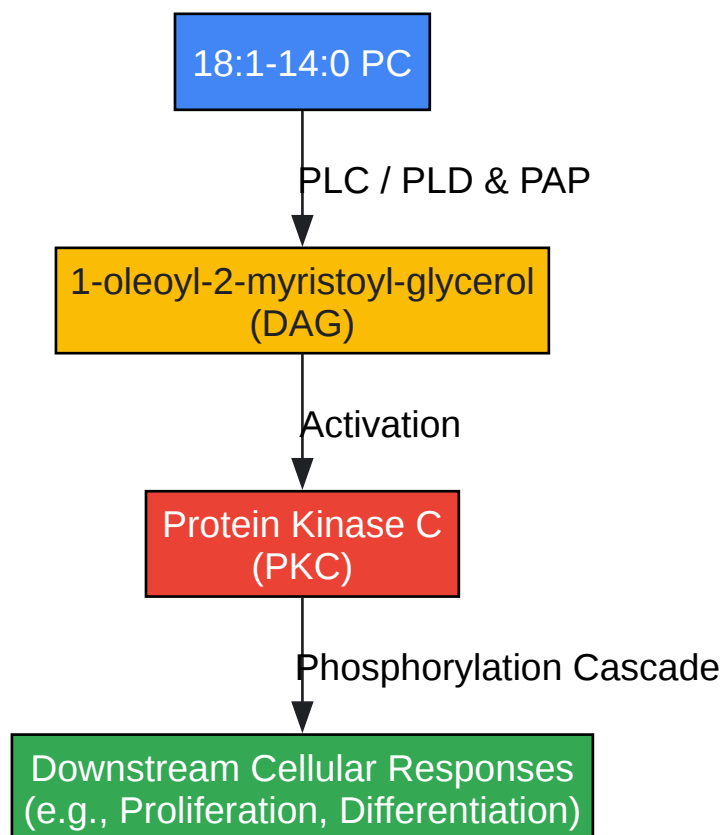 18:1-14:0 PC
PLC / PLD & PAP
1-oleoyl-2-myristoyl-glycerol
(DAG)
Activation
Protein Kinase C
(PKC)
Phosphorylation Cascade
Downstream Cellular Responses
(e.g., Proliferation, Differentiation)